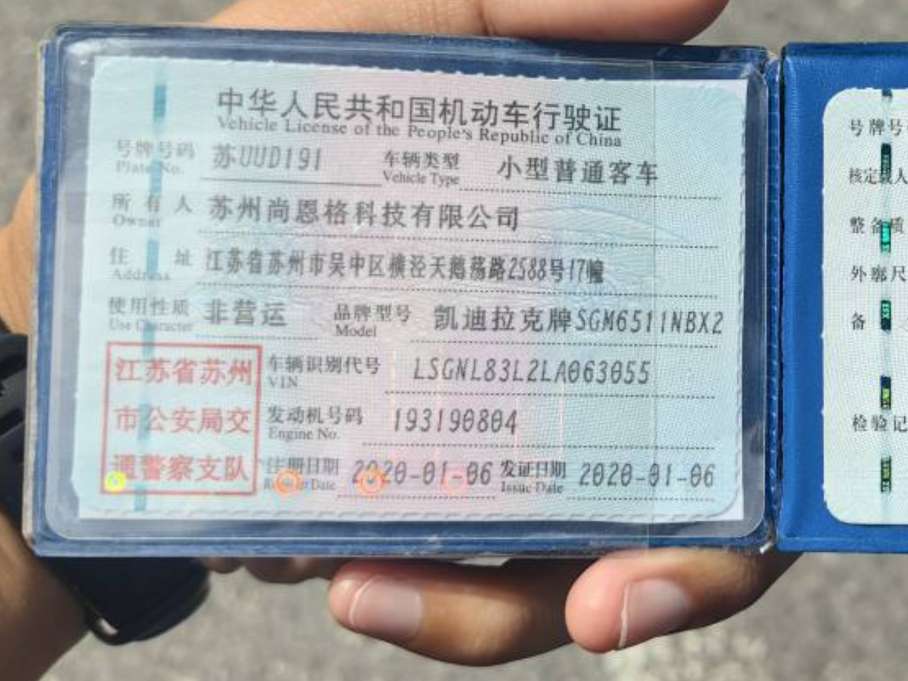 中华人民共和国机动车行驶证
Vehicle License of the People's Republic of China
号牌号码 苏UUD191 车辆类型 小型普通客车
Plate No. Vehicle Type
所有人 苏州尚恩格科技有限公司
Owner
住址 江苏省苏州市吴中区横泾天鹅荡路2588号17幢
Address
使用性质 非营运 品牌型号 凯迪拉克牌SGM6511NBX2
Use Character Model
江苏省苏州
市公安局交
通警察支队
车辆识别代号 LSGNL83L2LA063055
VIN
发动机号码 193190804
Engine No.
注册日期 2020-01-06 发证日期 2020-01-06
Register Date Issue Date
号牌号
核定载人
整备质
外廓尺
备
检验记